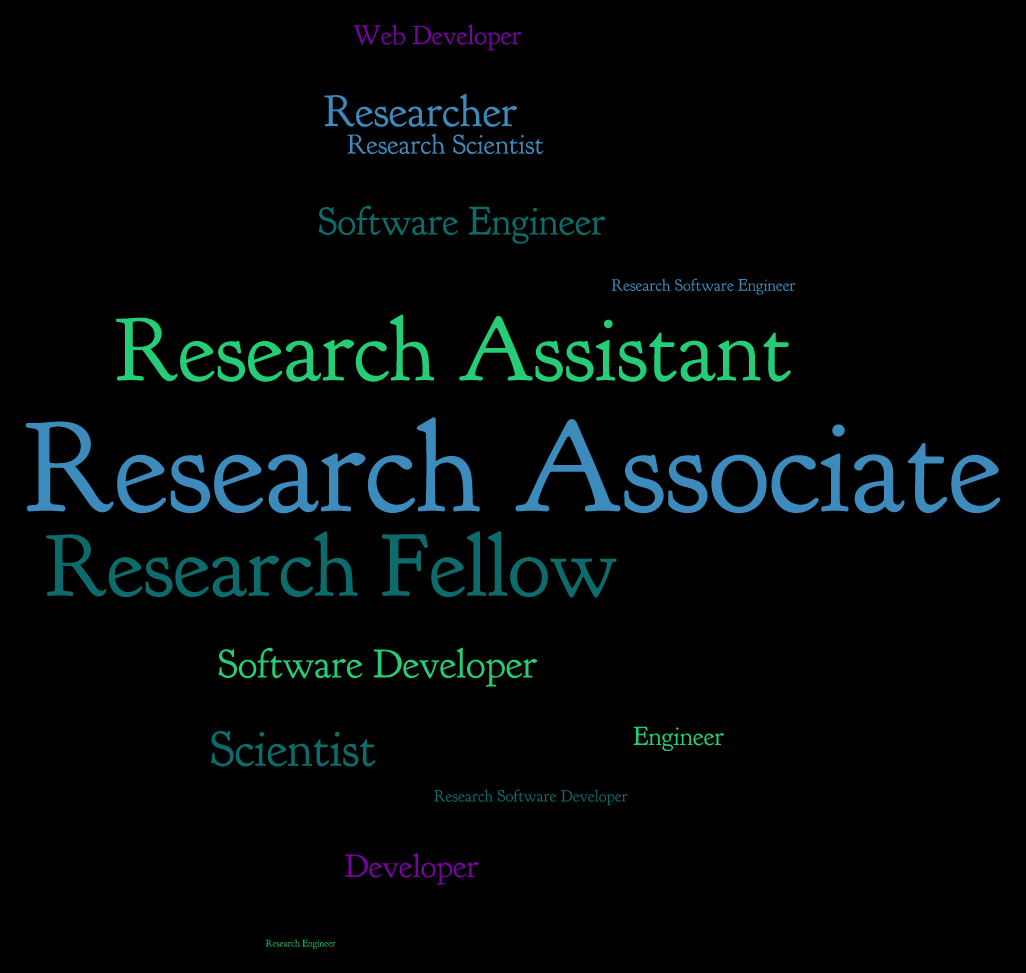 Web Developer
Researcher
Research Scientist
Software Engineer
Research Software Engineer
Research Assistant
Research Associate
Research Fellow
Software Developer
Scientist
Engineer
Research Software Developer
Developer
Research Engineer